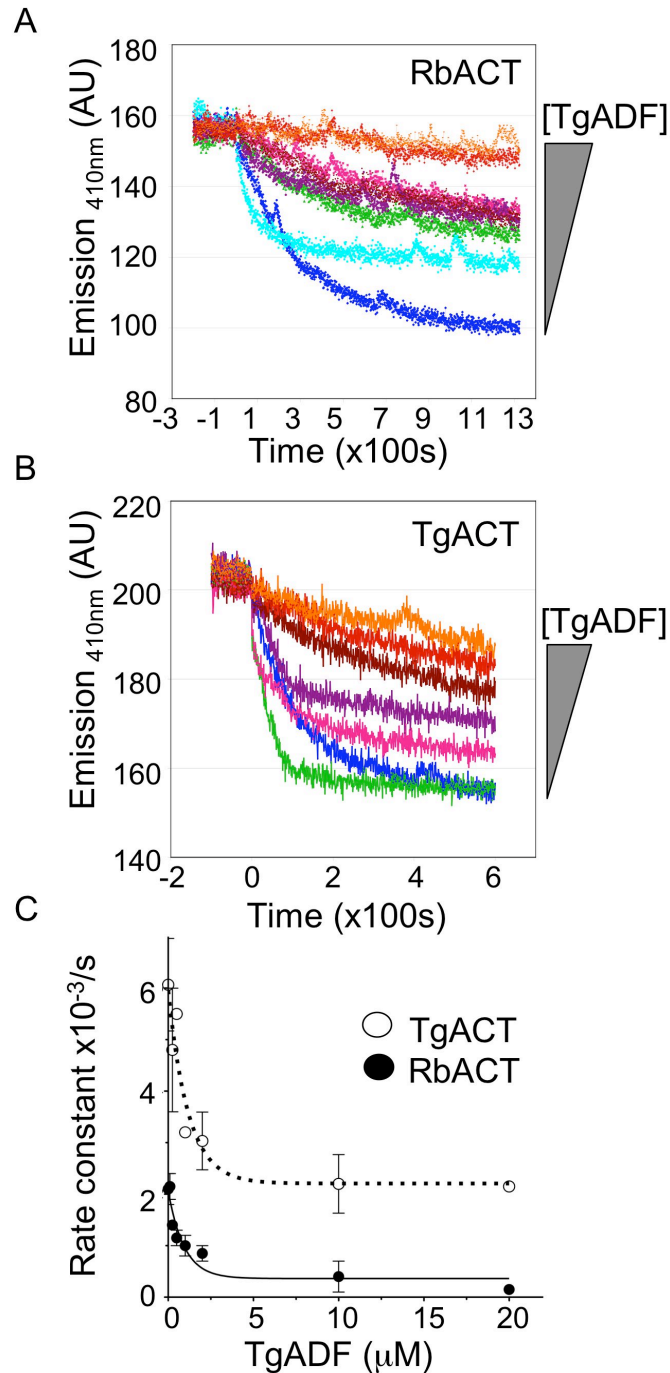 A
RbACT
[TgADF]
180
160
140
120
100
80
Emission 410nm (AU)
-3 -1 1 3 5 7 9 11 13
Time (x100s)
B
TgACT
[TgADF]
220
200
180
160
140
Emission 410nm (AU)
-2 0 2 4 6
Time (x100s)
C
TgACT
RbACT
6
4
2
0
Rate constant x10-3/s
0 5 10 15 20
TgADF (μM)